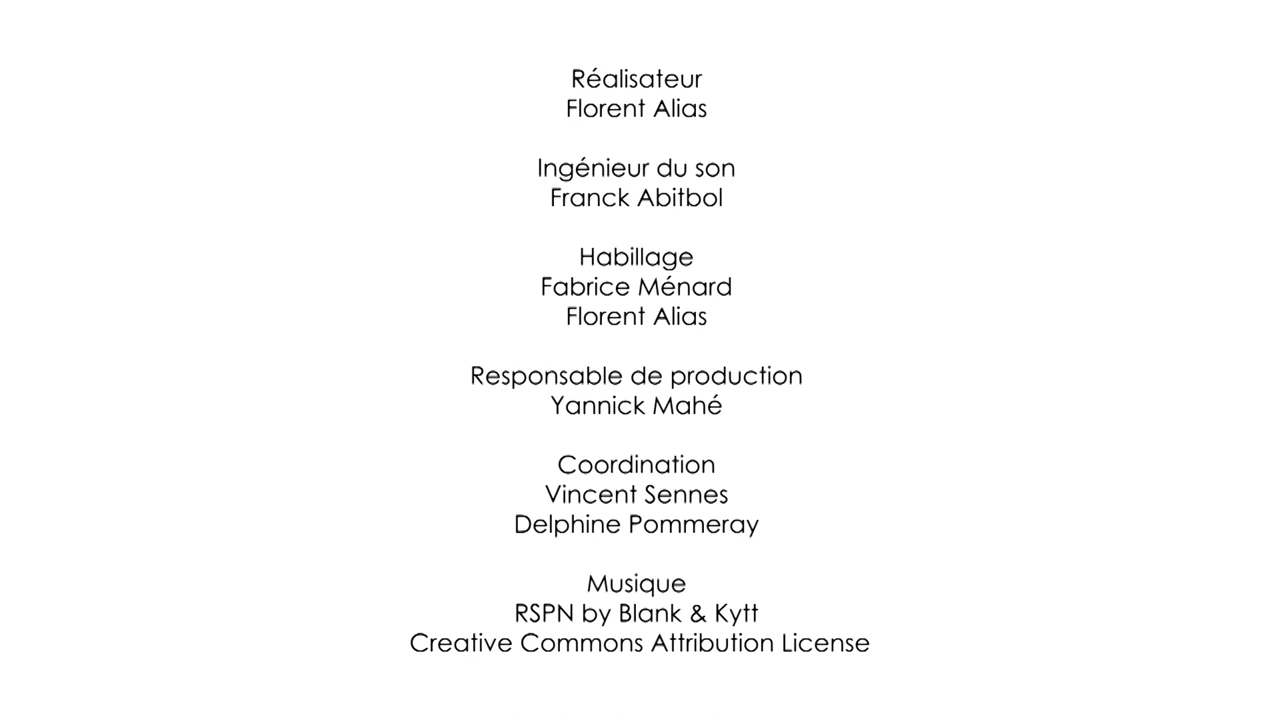 Réalisateur
Florent Alias
Ingénieur du son
Franck Abitbol
Habillage
Fabrice Ménard
Florent Alias
Responsable de production
Yannick Mahé
Coordination
Vincent Sennes
Delphine Pommeray
Musique
RSPN by Blank & Kytt
Creative Commons Attribution License